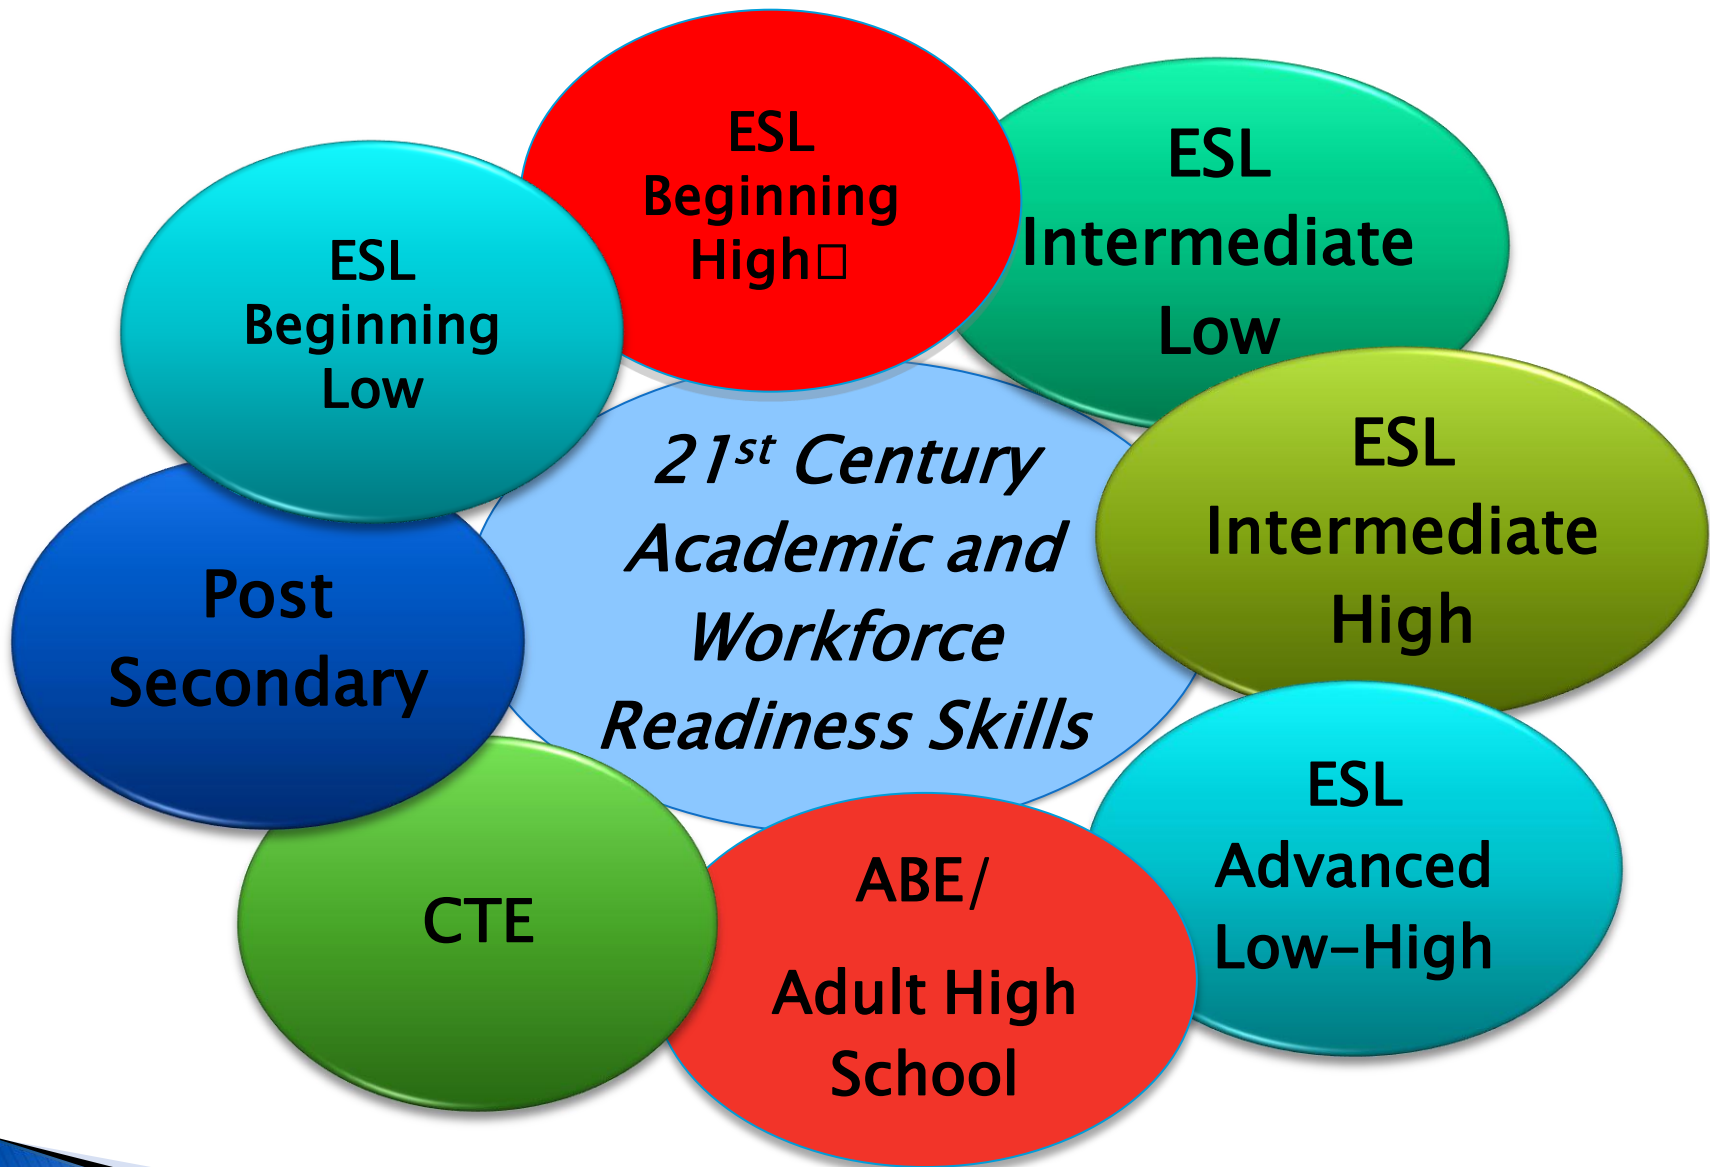 ESL
Beginning
High
ESL
Intermediate
Low
ESL
Beginning
Low
21st Century
Academic and
Workforce
Readiness Skills
ESL
Intermediate
High
Post
Secondary
ESL
Advanced
Low-High
CTE
ABE/
Adult High
School